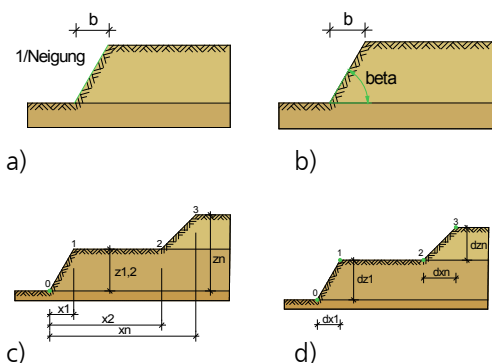 b
1/Neigung
a)
b
beta
b)
3
1
2
0
z1,2
zn
x1
x2
xn
c)
3
1
2
0
dz1
dzn
dx1
dxn
d)